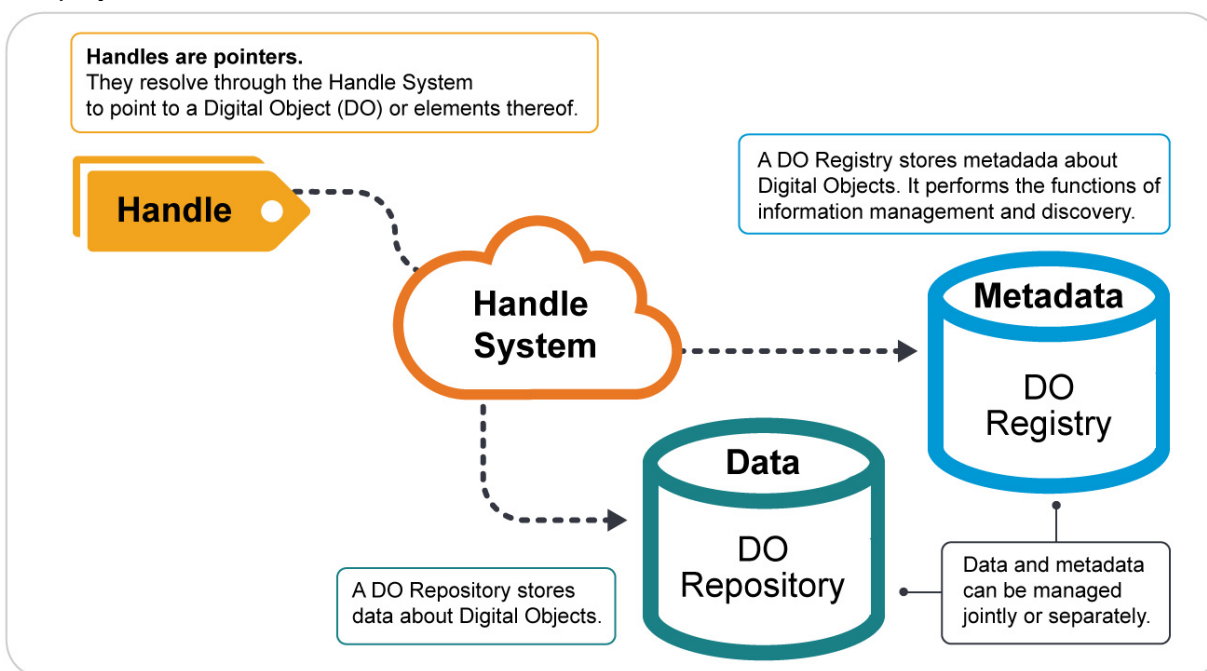 Handles are pointers.
They resolve through the Handle System
to point to a Digital Object (DO) or elements thereof.
Handle
A DO Registry stores metadada about
Digital Objects. It performs the functions of
information management and discovery.
Handle
System
Metadata
DO
Registry
Data
DO
Repository
A DO Repository stores
data about Digital Objects.
Data and metadata
can be managed
jointly or separately.